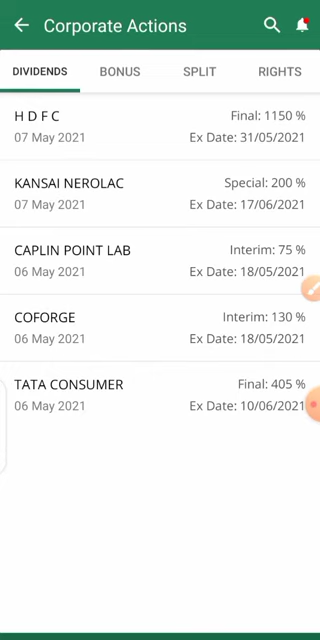 Corporate Actions
DIVIDENDS BONUS SPLIT RIGHTS
H D F C Final: 1150 %
07 May 2021 Ex Date: 31/05/2021
KANSAI NEROLAC Special: 200 %
07 May 2021 Ex Date: 17/06/2021
CAPLIN POINT LAB Interim: 75 %
06 May 2021 Ex Date: 18/05/2021
COFORGE Interim: 130 %
06 May 2021 Ex Date: 18/05/2021
TATA CONSUMER Final: 405 %
06 May 2021 Ex Date: 10/06/2021